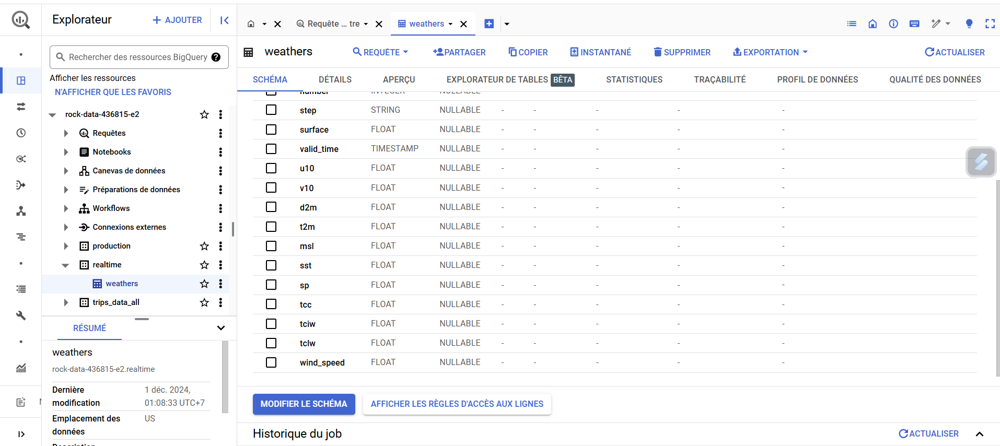 Explorateur
AJOUTER
Requête ... tre
weathers
Rechercher des ressources BigQuery
Afficher les ressources
N'AFFICHER QUE LES FAVORIS
rock-data-436815-e2
Requêtes
Notebooks
Canevas de données
Préparations de données
Workflows
Connexions externes
production
realtime
weathers
trips_data_all
RÉSUMÉ
weathers
rock-data-436815-e2.realtime
Dernière modification 1 déc. 2024, 01:08:33 UTC+7
Emplacement des données US
Description
weathers
REQUÊTE
PARTAGER
COPIER
INSTANTANÉ
SUPPRIMER
EXPORTATION
ACTUALISER
SCHÉMA DÉTAILS APERÇU EXPLORATEUR DE TABLES BÊTA STATISTIQUES TRAÇABILITÉ PROFIL DE DONNÉES QUALITÉ DES DONNÉES
number INTEGER NULLABLE
step STRING NULLABLE - - - - -
surface FLOAT NULLABLE - - - - -
valid_time TIMESTAMP NULLABLE - - - - -
u10 FLOAT NULLABLE - - - - -
v10 FLOAT NULLABLE - - - - -
d2m FLOAT NULLABLE - - - - -
t2m FLOAT NULLABLE - - - - -
msl FLOAT NULLABLE - - - - -
sst FLOAT NULLABLE - - - - -
sp FLOAT NULLABLE - - - - -
tcc FLOAT NULLABLE - - - - -
tciw FLOAT NULLABLE - - - - -
tclw FLOAT NULLABLE - - - - -
wind_speed FLOAT NULLABLE - - - - -
MODIFIER LE SCHÉMA
AFFICHER LES RÈGLES D'ACCÈS AUX LIGNES
Historique du job
ACTUALISER